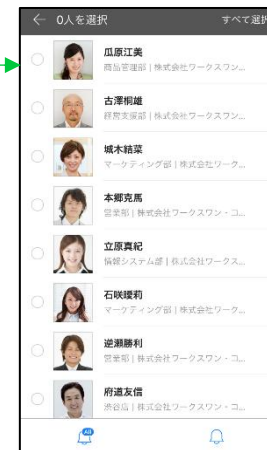 ← 0人を選択 すべて選択
瓜原江美
商品管理部 | 株式会社ワークスワン...
古澤桐雄
経営支援部 | 株式会社ワークスワン...
城木結菜
マーケティング部 | 株式会社ワーク...
本郷克馬
営業部 | 株式会社ワークスワン・コ...
立原真紀
情報システム部 | 株式会社ワークス...
石咲瞳莉
マーケティング部 | 株式会社ワーク...
逆瀬勝利
営業部 | 株式会社ワークスワン・コ...
府道友信
渋谷店 | 株式会社ワークスワン・コ...